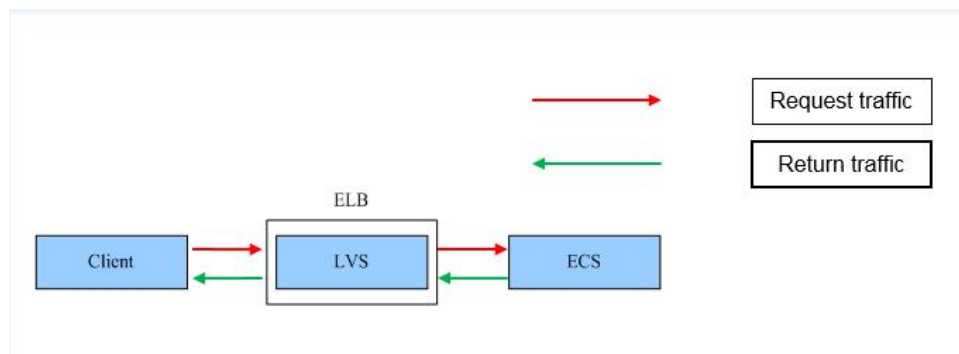 Request traffic
Return traffic
ELB
Client
LVS
ECS